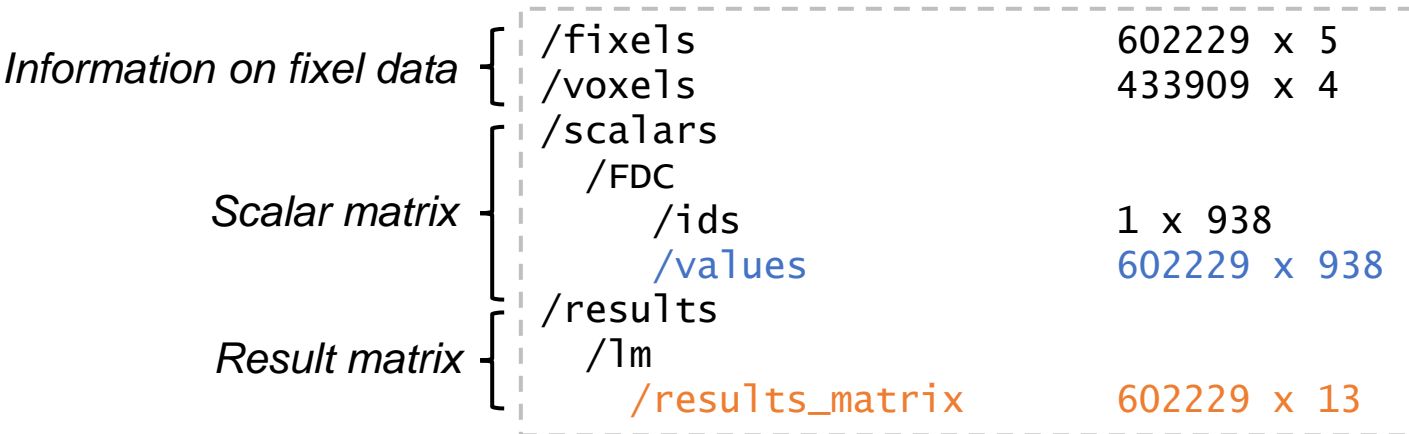 Information on fixel data
/fixels 602229 x 5
/voxels 433909 x 4
Scalar matrix
/scalars
/FDC
/ids 1 x 938
/values 602229 x 938
Result matrix
/results
/lm
/results_matrix 602229 x 13